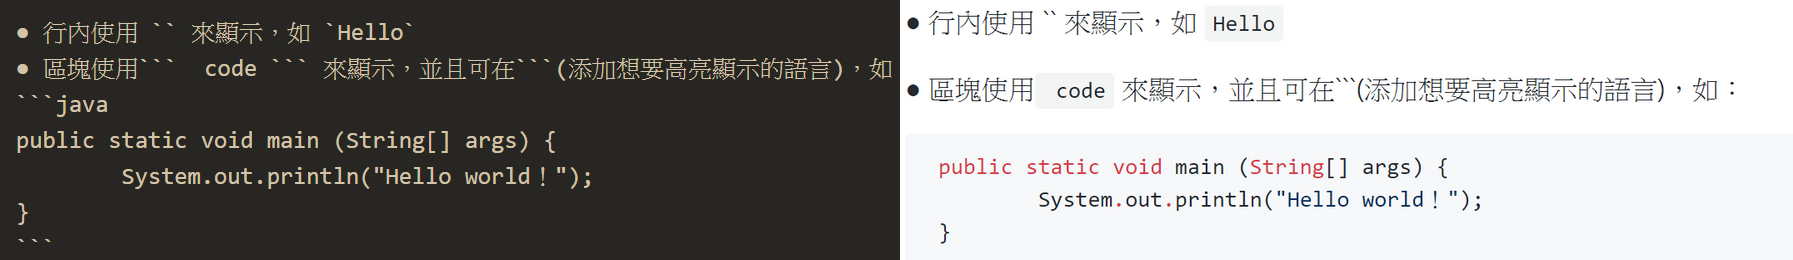 ● 行內使用 `` 來顯示，如 `Hello`
● 區塊使用```  code ``` 來顯示，並且可在```(添加想要高亮顯示的語言)，如
```java
public static void main (String[] args) {
        System.out.println("Hello world！");
}
```
● 行內使用 `` 來顯示，如 Hello
● 區塊使用 code 來顯示，並且可在```(添加想要高亮顯示的語言)，如：
public static void main (String[] args) {
        System.out.println("Hello world！");
}